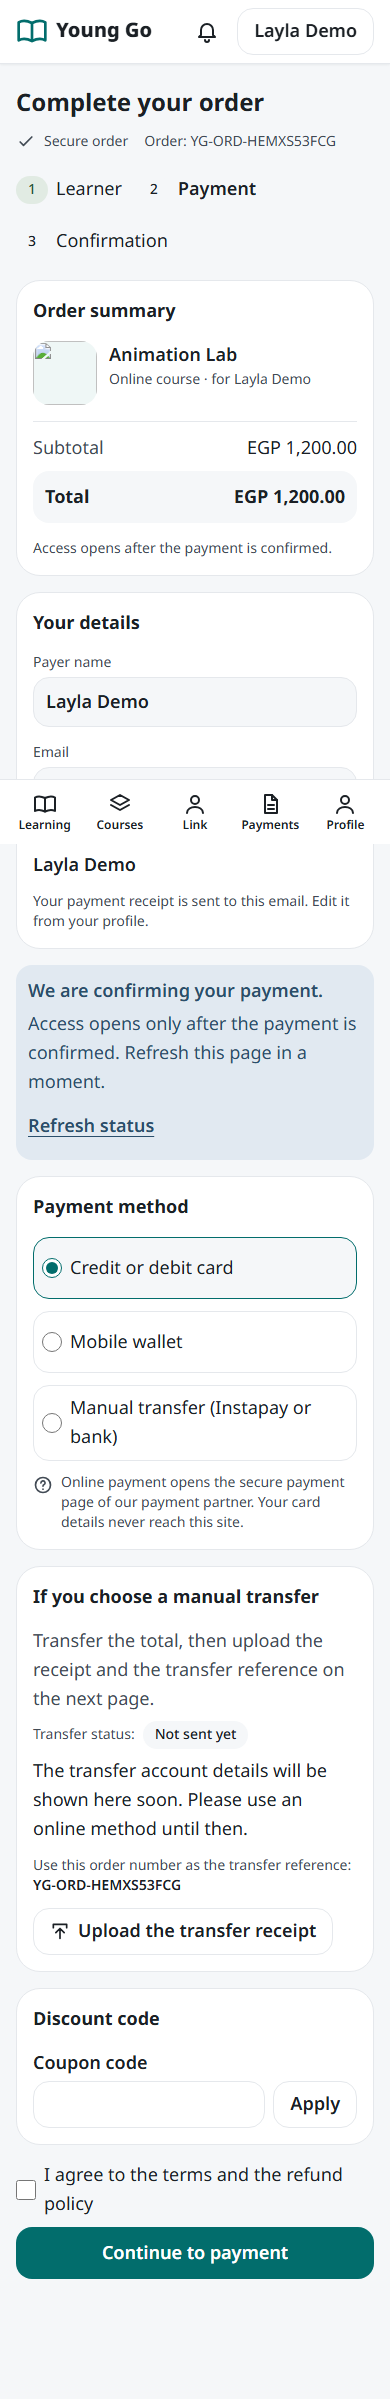 Young Go
Layla Demo
Complete your order
Secure order Order: YG-ORD-HEMXS53FCG
1 Learner 2 Payment
3 Confirmation
Order summary
Animation Lab
Online course · for Layla Demo
Subtotal EGP 1,200.00
Total EGP 1,200.00
Access opens after the payment is confirmed.
Your details
Payer name
Layla Demo
Email
Learning Courses Link Payments Profile
Layla Demo
Your payment receipt is sent to this email. Edit it
from your profile.
We are confirming your payment.
Access opens only after the payment is
confirmed. Refresh this page in a
moment.
Refresh status
Payment method
Credit or debit card
Mobile wallet
Manual transfer (Instapay or
bank)
Online payment opens the secure payment
page of our payment partner. Your card
details never reach this site.
If you choose a manual transfer
Transfer the total, then upload the
receipt and the transfer reference on
the next page.
Transfer status: Not sent yet
The transfer account details will be
shown here soon. Please use an
online method until then.
Use this order number as the transfer reference:
YG-ORD-HEMXS53FCG
Upload the transfer receipt
Discount code
Coupon code
Apply
I agree to the terms and the refund
policy
Continue to payment